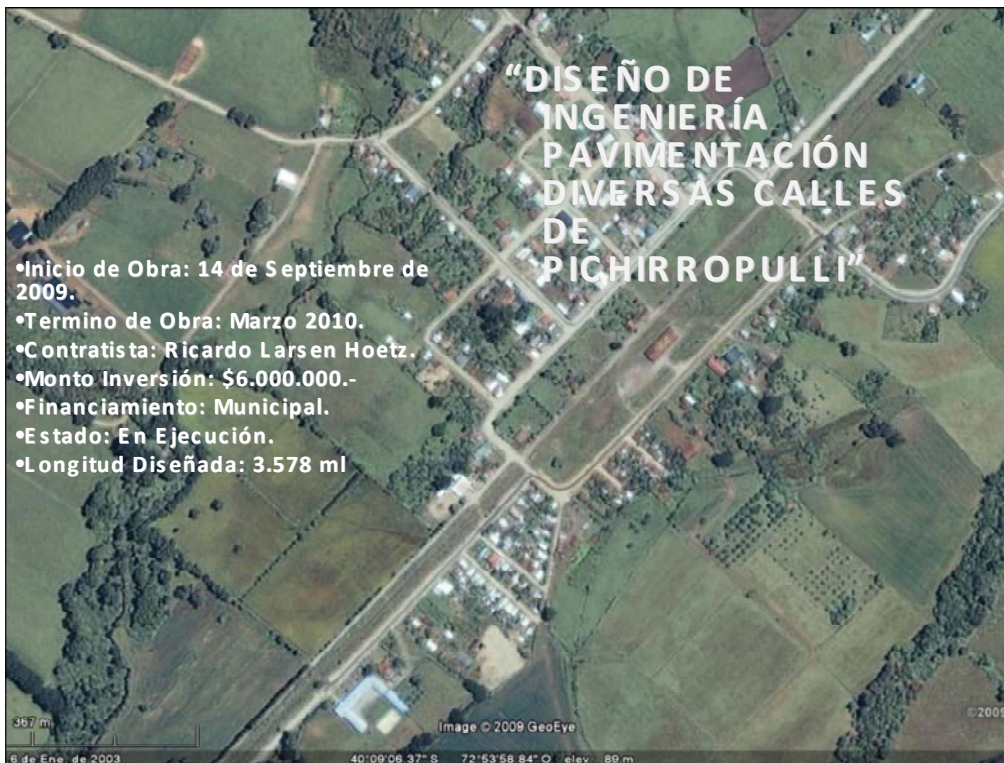 “DISEÑO DE
INGENIERÍA
PAVIMENTACIÓN
DIVERSAS CALLES
DE
PICHIRROPULLI”
•Inicio de Obra: 14 de Septiembre de
2009.
•Termino de Obra: Marzo 2010.
•Contratista: Ricardo Larsen Hoetz.
•Monto Inversión: $6.000.000.-
•Financiamiento: Municipal.
•Estado: En Ejecución.
•Longitud Diseñada: 3.578 ml
367 m
Image © 2009 GeoEye
©2009
6 de Ene. de 2003
40°09'06.37" S 72°53'58.84" O elev. 89 m